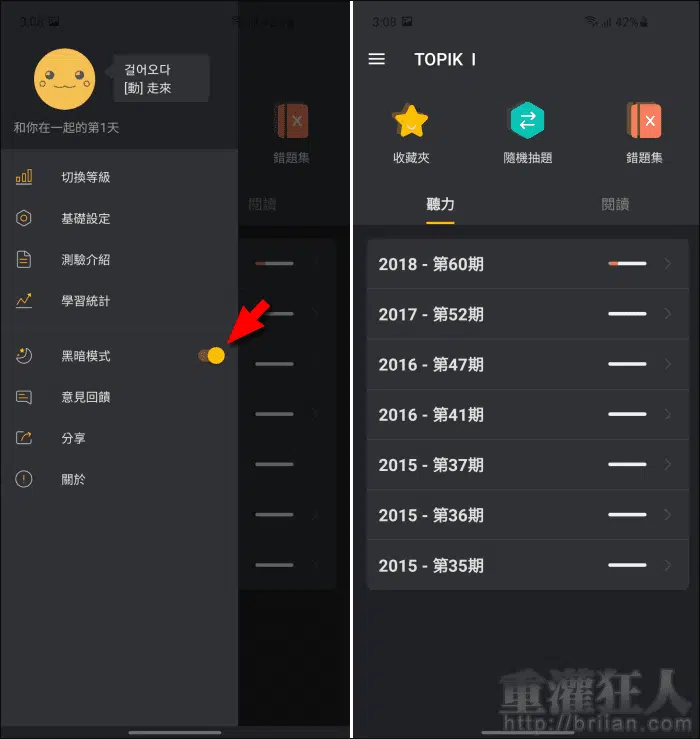 3:08
걸어오다
[動] 走來
和你在一起的第1天
錯題集
切換等級
閱讀
基礎設定
測驗介紹
學習統計
黑暗模式
意見回饋
分享
關於
3:08 42%
TOPIK I
收藏夾 隨機抽題 錯題集
聽力 閱讀
2018 - 第60期
2017 - 第52期
2016 - 第47期
2016 - 第41期
2015 - 第37期
2015 - 第36期
2015 - 第35期
重灌狂人
http://briian.com